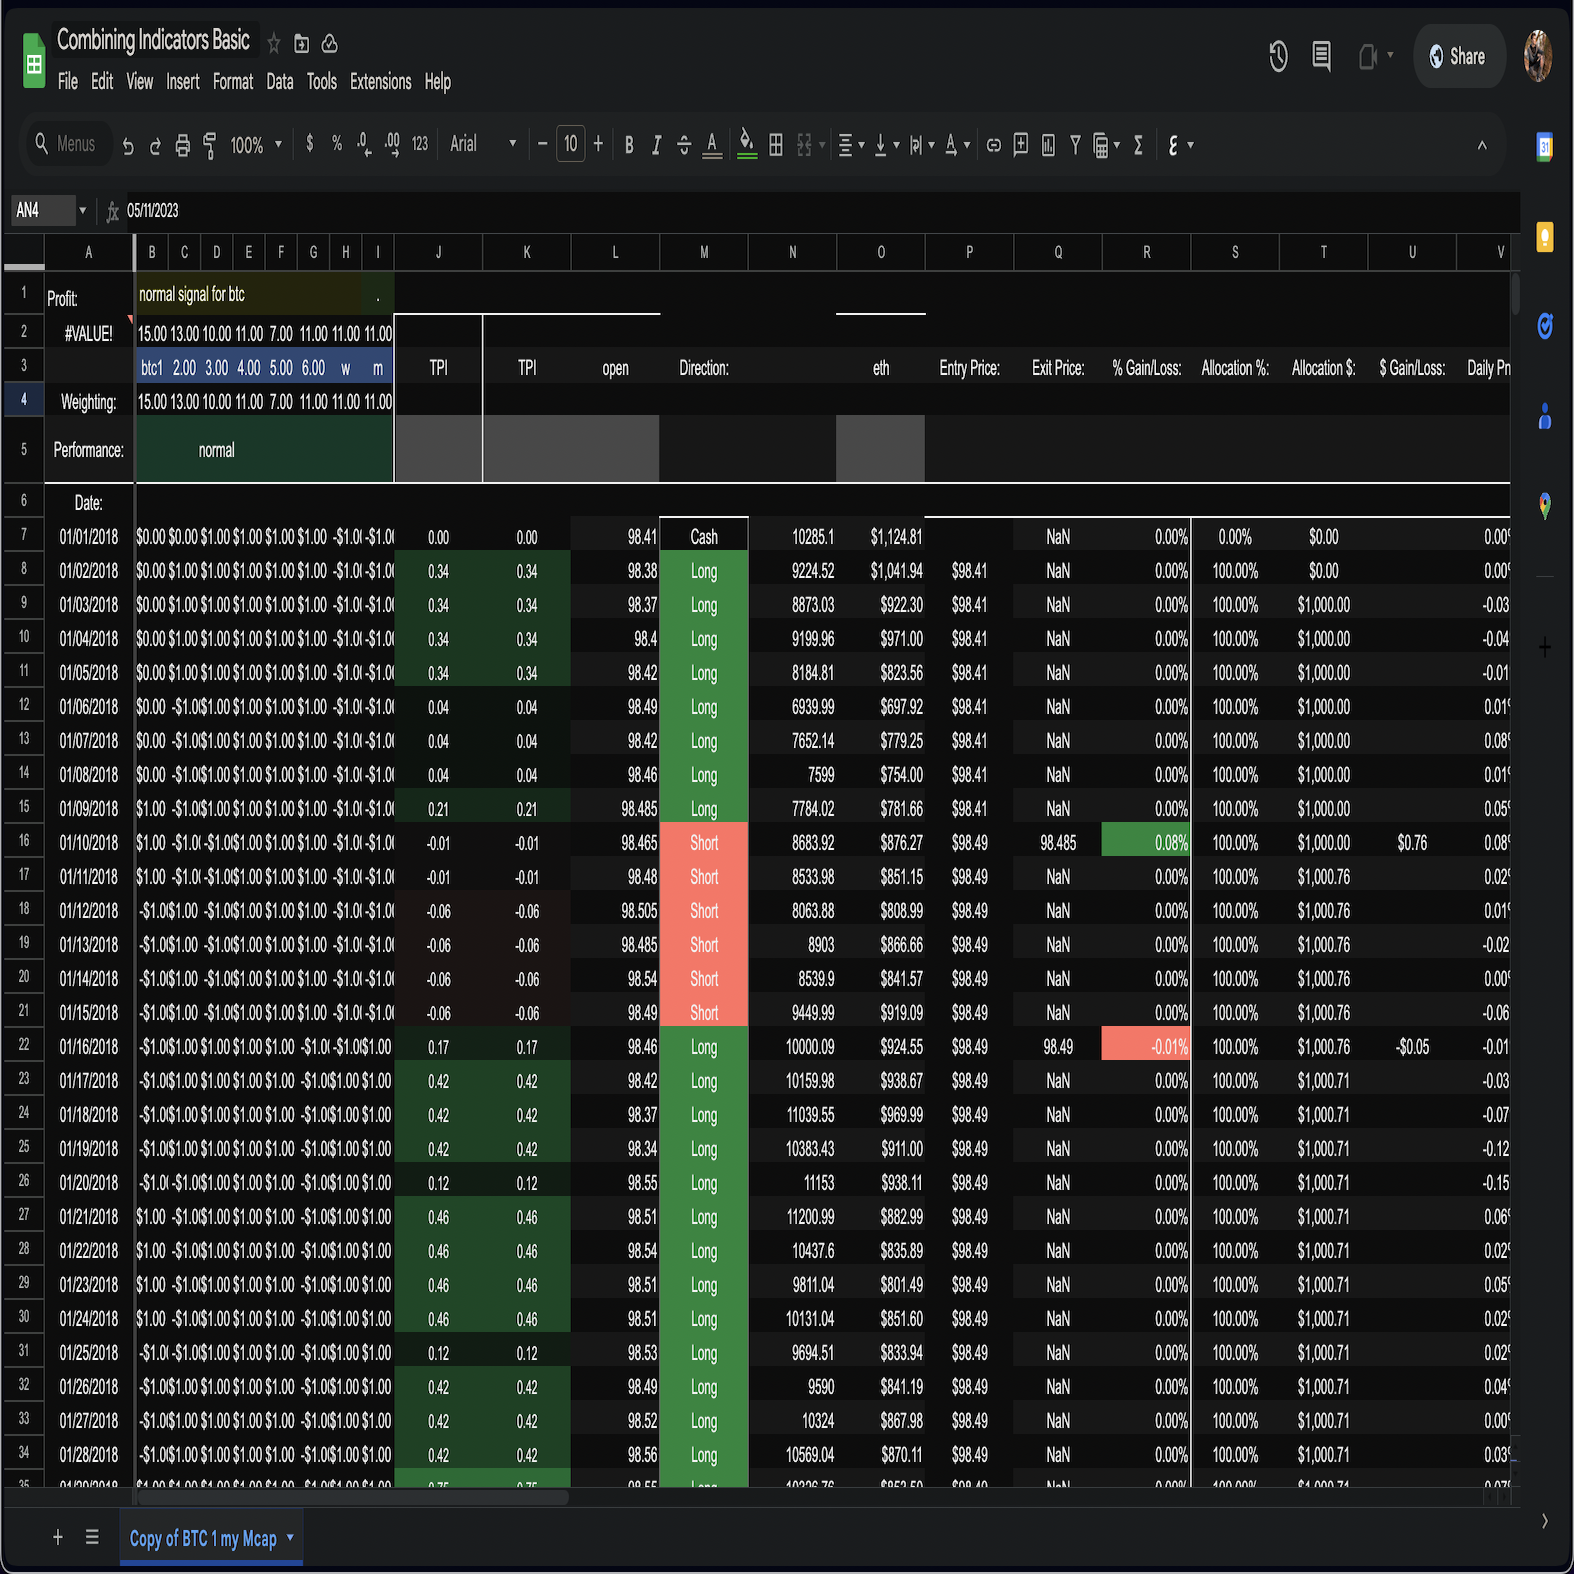 Combining Indicators Basic
File Edit View Insert Format Data Tools Extensions Help
Share
Menus 100% $ % .0 .00 123 Arial − 10 + B I A Σ
31
AN4 fx 05/11/2023
A B C D E F G H I J K L M N O P Q R S T U V
1 Profit: normal signal for btc .
2 #VALUE! 15.00 13.00 10.00 11.00 7.00 11.00 11.00 11.00
3 btc1 2.00 3.00 4.00 5.00 6.00 w m TPI TPI open Direction: eth Entry Price: Exit Price: % Gain/Loss: Allocation %: Allocation $: $ Gain/Loss: Daily Pn
4 Weighting: 15.00 13.00 10.00 11.00 7.00 11.00 11.00 11.00
5 Performance: normal
6 Date:
7 01/01/2018 $0.00 $0.00 $1.00 $1.00 $1.00 $1.00 -$1.0 -$1.0 0.00 0.00 98.41 Cash 10285.1 $1,124.81 NaN 0.00% 0.00% $0.00 0.00
8 01/02/2018 $0.00 $1.00 $1.00 $1.00 $1.00 $1.00 -$1.0 -$1.0 0.34 0.34 98.38 Long 9224.52 $1,041.94 $98.41 NaN 0.00% 100.00% $0.00 0.00
9 01/03/2018 $0.00 $1.00 $1.00 $1.00 $1.00 $1.00 -$1.0 -$1.0 0.34 0.34 98.37 Long 8873.03 $922.30 $98.41 NaN 0.00% 100.00% $1,000.00 -0.03
10 01/04/2018 $0.00 $1.00 $1.00 $1.00 $1.00 $1.00 -$1.0 -$1.0 0.34 0.34 98.4 Long 9199.96 $971.00 $98.41 NaN 0.00% 100.00% $1,000.00 -0.04
11 01/05/2018 $0.00 $1.00 $1.00 $1.00 $1.00 $1.00 -$1.0 -$1.0 0.34 0.34 98.42 Long 8184.81 $823.56 $98.41 NaN 0.00% 100.00% $1,000.00 -0.01
12 01/06/2018 $0.00 -$1.0 $1.00 $1.00 $1.00 $1.00 -$1.0 -$1.0 0.04 0.04 98.49 Long 6939.99 $697.92 $98.41 NaN 0.00% 100.00% $1,000.00 0.01
13 01/07/2018 $0.00 -$1.0 $1.00 $1.00 $1.00 $1.00 -$1.0 -$1.0 0.04 0.04 98.42 Long 7652.14 $779.25 $98.41 NaN 0.00% 100.00% $1,000.00 0.08
14 01/08/2018 $0.00 -$1.0 $1.00 $1.00 $1.00 $1.00 -$1.0 -$1.0 0.04 0.04 98.46 Long 7599 $754.00 $98.41 NaN 0.00% 100.00% $1,000.00 0.01
15 01/09/2018 $1.00 -$1.0 $1.00 $1.00 $1.00 $1.00 -$1.0 -$1.0 0.21 0.21 98.485 Long 7784.02 $781.66 $98.41 NaN 0.00% 100.00% $1,000.00 0.05
16 01/10/2018 $1.00 -$1.0 -$1.0 $1.00 $1.00 $1.00 -$1.0 -$1.0 -0.01 -0.01 98.465 Short 8683.92 $876.27 $98.49 98.485 0.08% 100.00% $1,000.00 $0.76 0.08
17 01/11/2018 $1.00 -$1.0 -$1.0 $1.00 $1.00 $1.00 -$1.0 -$1.0 -0.01 -0.01 98.48 Short 8533.98 $851.15 $98.49 NaN 0.00% 100.00% $1,000.76 0.02
18 01/12/2018 -$1.0 $1.00 -$1.0 $1.00 $1.00 $1.00 -$1.0 -$1.0 -0.06 -0.06 98.505 Short 8063.88 $808.99 $98.49 NaN 0.00% 100.00% $1,000.76 0.01
19 01/13/2018 -$1.0 $1.00 -$1.0 $1.00 $1.00 $1.00 -$1.0 -$1.0 -0.06 -0.06 98.485 Short 8903 $866.66 $98.49 NaN 0.00% 100.00% $1,000.76 -0.02
20 01/14/2018 -$1.0 $1.00 -$1.0 $1.00 $1.00 $1.00 -$1.0 -$1.0 -0.06 -0.06 98.54 Short 8539.9 $841.57 $98.49 NaN 0.00% 100.00% $1,000.76 0.00
21 01/15/2018 -$1.0 $1.00 -$1.0 $1.00 $1.00 $1.00 -$1.0 -$1.0 -0.06 -0.06 98.49 Short 9449.99 $919.09 $98.49 NaN 0.00% 100.00% $1,000.76 -0.06
22 01/16/2018 -$1.0 $1.00 $1.00 $1.00 $1.00 -$1.0 -$1.0 $1.00 0.17 0.17 98.46 Long 10000.09 $924.55 $98.49 98.49 -0.01% 100.00% $1,000.76 -$0.05 -0.01
23 01/17/2018 -$1.0 $1.00 $1.00 $1.00 $1.00 -$1.0 $1.00 $1.00 0.42 0.42 98.42 Long 10159.98 $938.67 $98.49 NaN 0.00% 100.00% $1,000.71 -0.03
24 01/18/2018 -$1.0 $1.00 $1.00 $1.00 $1.00 -$1.0 $1.00 $1.00 0.42 0.42 98.37 Long 11039.55 $969.99 $98.49 NaN 0.00% 100.00% $1,000.71 -0.07
25 01/19/2018 -$1.0 $1.00 $1.00 $1.00 $1.00 -$1.0 $1.00 $1.00 0.42 0.42 98.34 Long 10383.43 $911.00 $98.49 NaN 0.00% 100.00% $1,000.71 -0.12
26 01/20/2018 -$1.0 -$1.0 $1.00 $1.00 $1.00 -$1.0 $1.00 $1.00 0.12 0.12 98.55 Long 11153 $938.11 $98.49 NaN 0.00% 100.00% $1,000.71 -0.15
27 01/21/2018 $1.00 -$1.0 $1.00 $1.00 $1.00 -$1.0 $1.00 $1.00 0.46 0.46 98.51 Long 11200.99 $882.99 $98.49 NaN 0.00% 100.00% $1,000.71 0.06
28 01/22/2018 $1.00 -$1.0 $1.00 $1.00 $1.00 -$1.0 $1.00 $1.00 0.46 0.46 98.54 Long 10437.6 $835.89 $98.49 NaN 0.00% 100.00% $1,000.71 0.02
29 01/23/2018 $1.00 -$1.0 $1.00 $1.00 $1.00 -$1.0 $1.00 $1.00 0.46 0.46 98.51 Long 9811.04 $801.49 $98.49 NaN 0.00% 100.00% $1,000.71 0.05
30 01/24/2018 $1.00 -$1.0 $1.00 $1.00 $1.00 -$1.0 $1.00 $1.00 0.46 0.46 98.51 Long 10131.04 $851.60 $98.49 NaN 0.00% 100.00% $1,000.71 0.02
31 01/25/2018 -$1.0 -$1.0 $1.00 $1.00 $1.00 -$1.0 $1.00 $1.00 0.12 0.12 98.53 Long 9694.51 $833.94 $98.49 NaN 0.00% 100.00% $1,000.71 0.02
32 01/26/2018 -$1.0 $1.00 $1.00 $1.00 $1.00 -$1.0 $1.00 $1.00 0.42 0.42 98.49 Long 9590 $841.19 $98.49 NaN 0.00% 100.00% $1,000.71 0.04
33 01/27/2018 -$1.0 $1.00 $1.00 $1.00 $1.00 -$1.0 $1.00 $1.00 0.42 0.42 98.52 Long 10324 $867.98 $98.49 NaN 0.00% 100.00% $1,000.71 0.00
34 01/28/2018 -$1.0 $1.00 $1.00 $1.00 $1.00 -$1.0 $1.00 $1.00 0.42 0.42 98.56 Long 10569.04 $870.11 $98.49 NaN 0.00% 100.00% $1,000.71 0.03
Copy of BTC 1 my Mcap